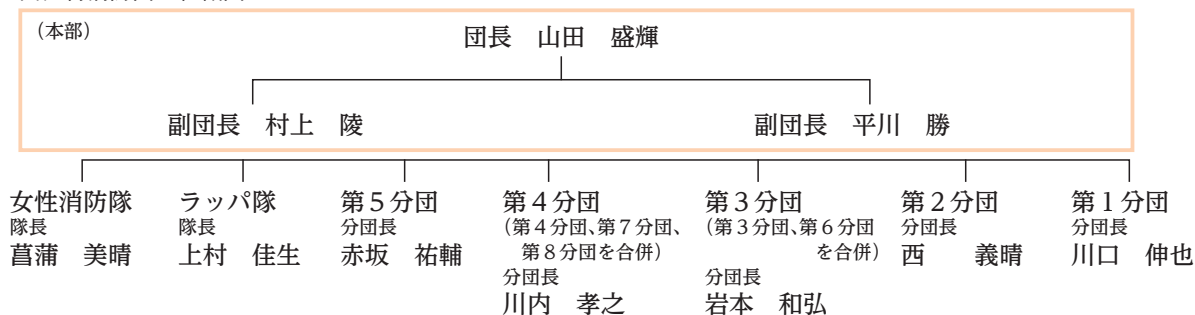 (本部)
団長 山田 盛輝
副団長 村上 陵
副団長 平川 勝
女性消防隊
隊長
菖蒲 美晴
ラッパ隊
隊長
上村 佳生
第5分団
分団長
赤坂 祐輔
第4分団
(第4分団、第7分団、
第8分団を合併)
分団長
川内 孝之
第3分団
(第3分団、第6分団
を合併)
分団長
岩本 和弘
第2分団
分団長
西 義晴
第1分団
分団長
川口 伸也